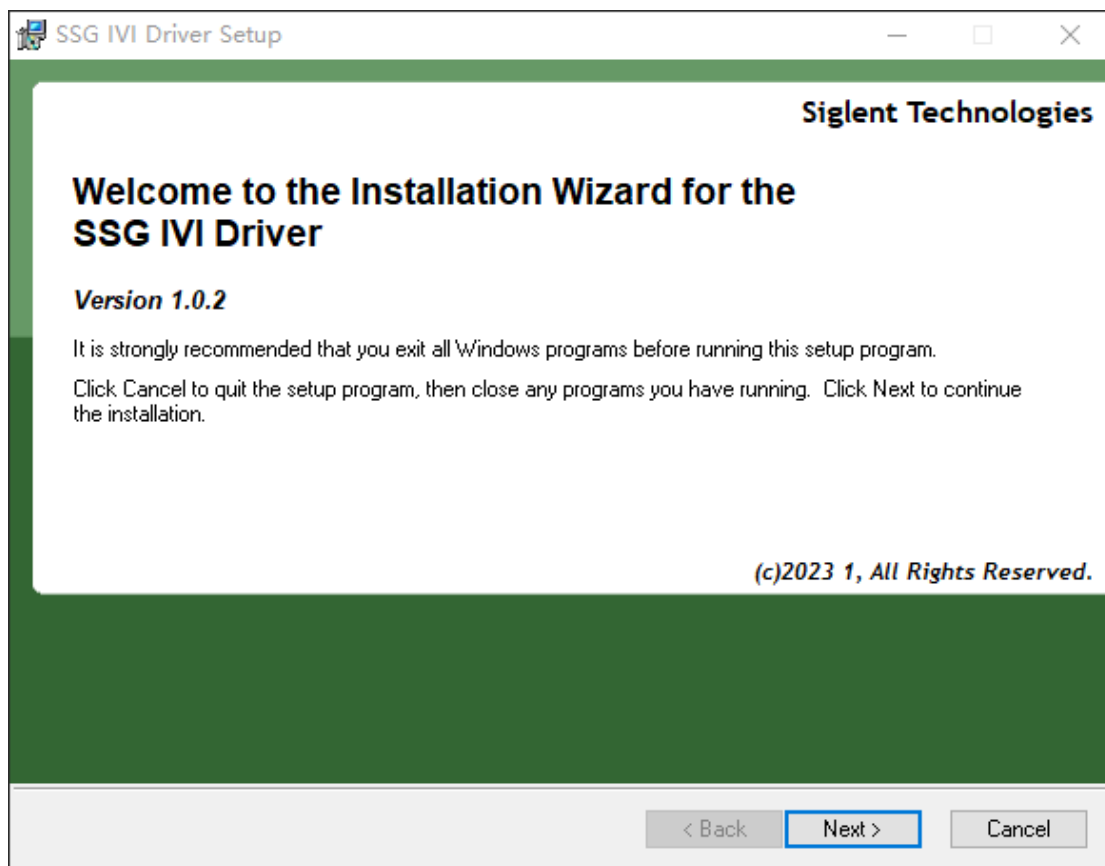 SSG IVI Driver Setup
Siglent Technologies
Welcome to the Installation Wizard for the
SSG IVI Driver
Version 1.0.2
It is strongly recommended that you exit all Windows programs before running this setup program.
Click Cancel to quit the setup program, then close any programs you have running.  Click Next to continue
the installation.
(c)2023 1, All Rights Reserved.
< Back
Next >
Cancel